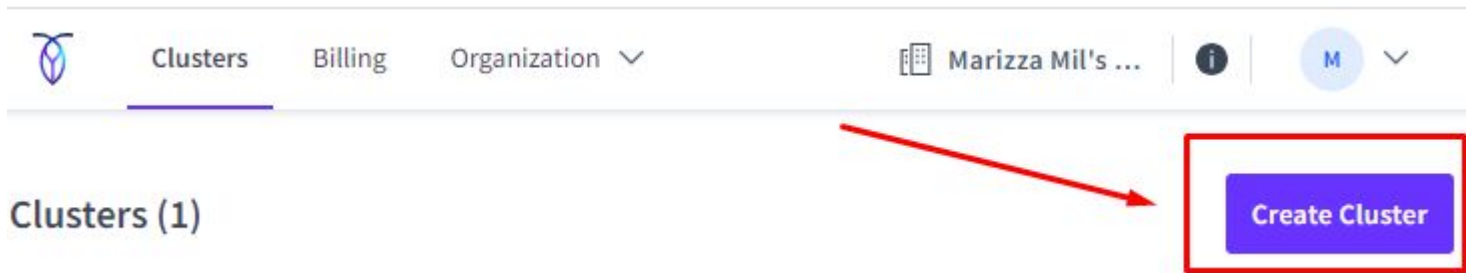 Clusters Billing Organization Marizza Mil's ... M
Clusters (1) Create Cluster